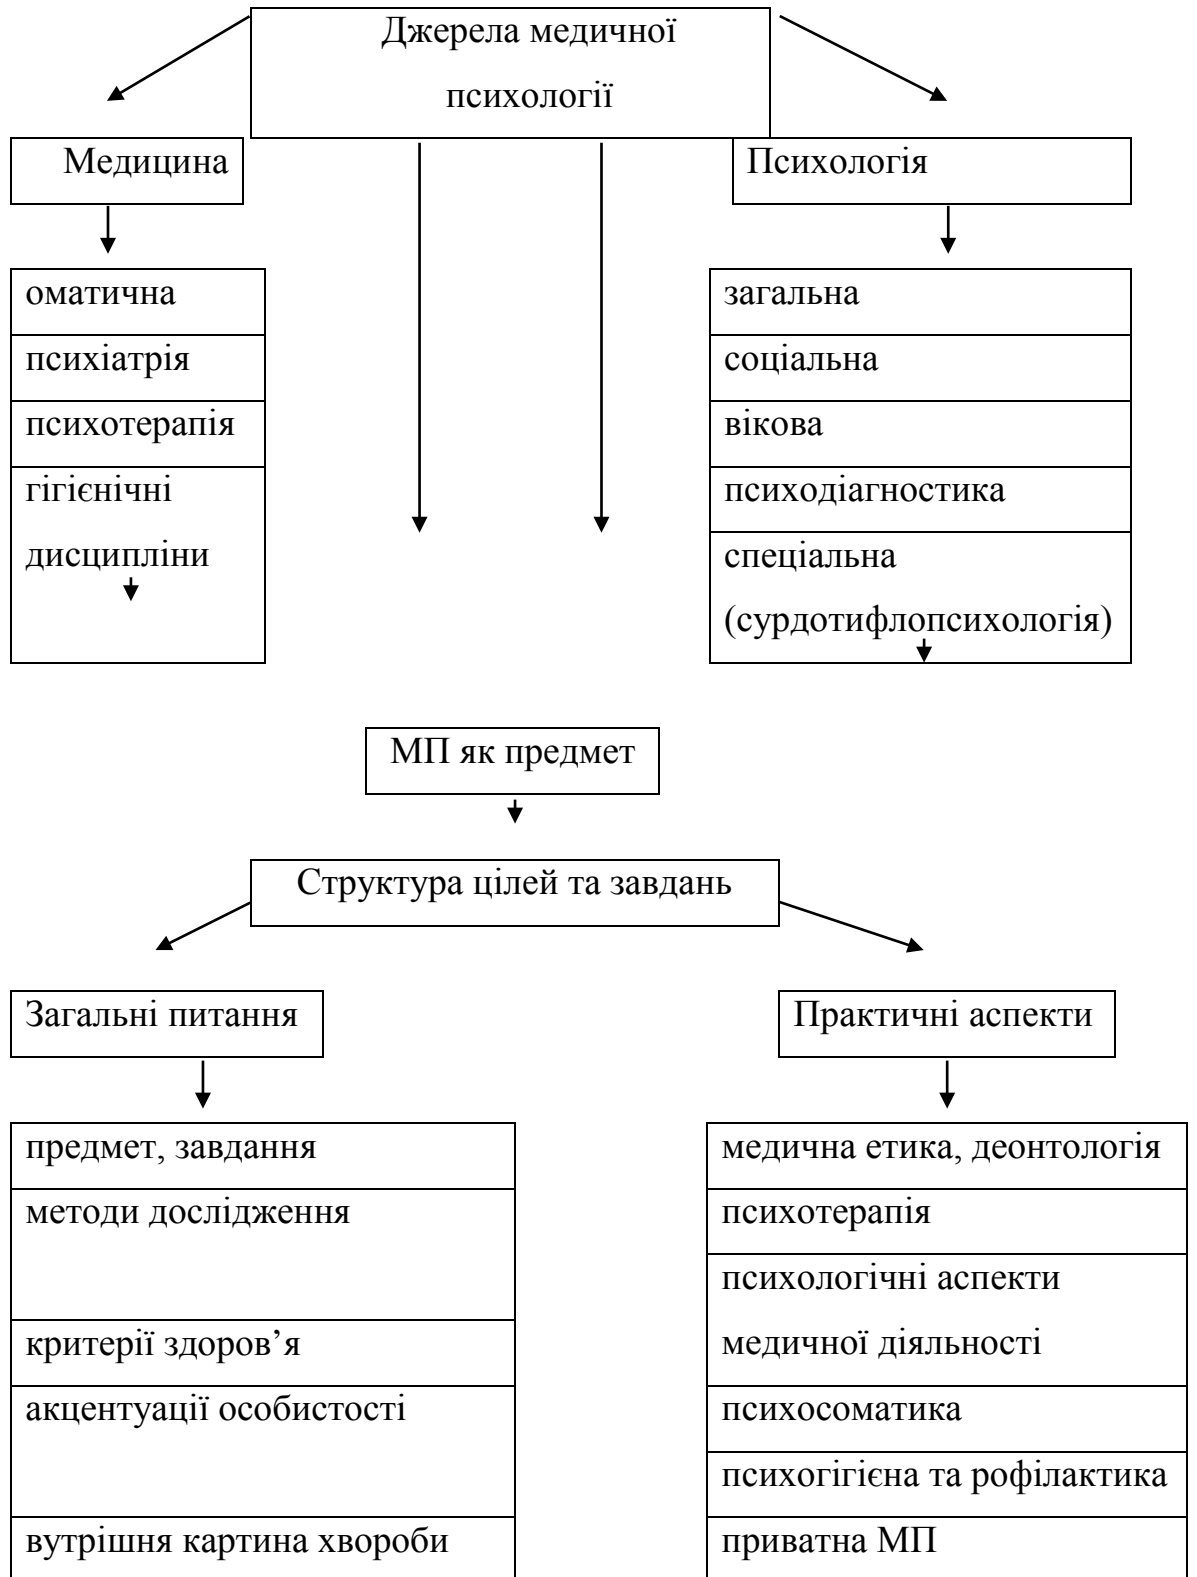 Джерела медичної
психології
Медицина
Психологія
оматична
психіатрія
психотерапія
гігієнічні
дисципліни
загальна
соціальна
вікова
психодіагностика
спеціальна
(сурдотифлопсихологія)
МП як предмет
Структура цілей та завдань
Загальні питання
Практичні аспекти
предмет, завдання
методи дослідження
критерії здоров’я
акцентуації особистості
вутрішня картина хвороби
медична етика, деонтологія
психотерапія
психологічні аспекти
медичної діяльності
психосоматика
психогігієна та рофілактика
приватна МП